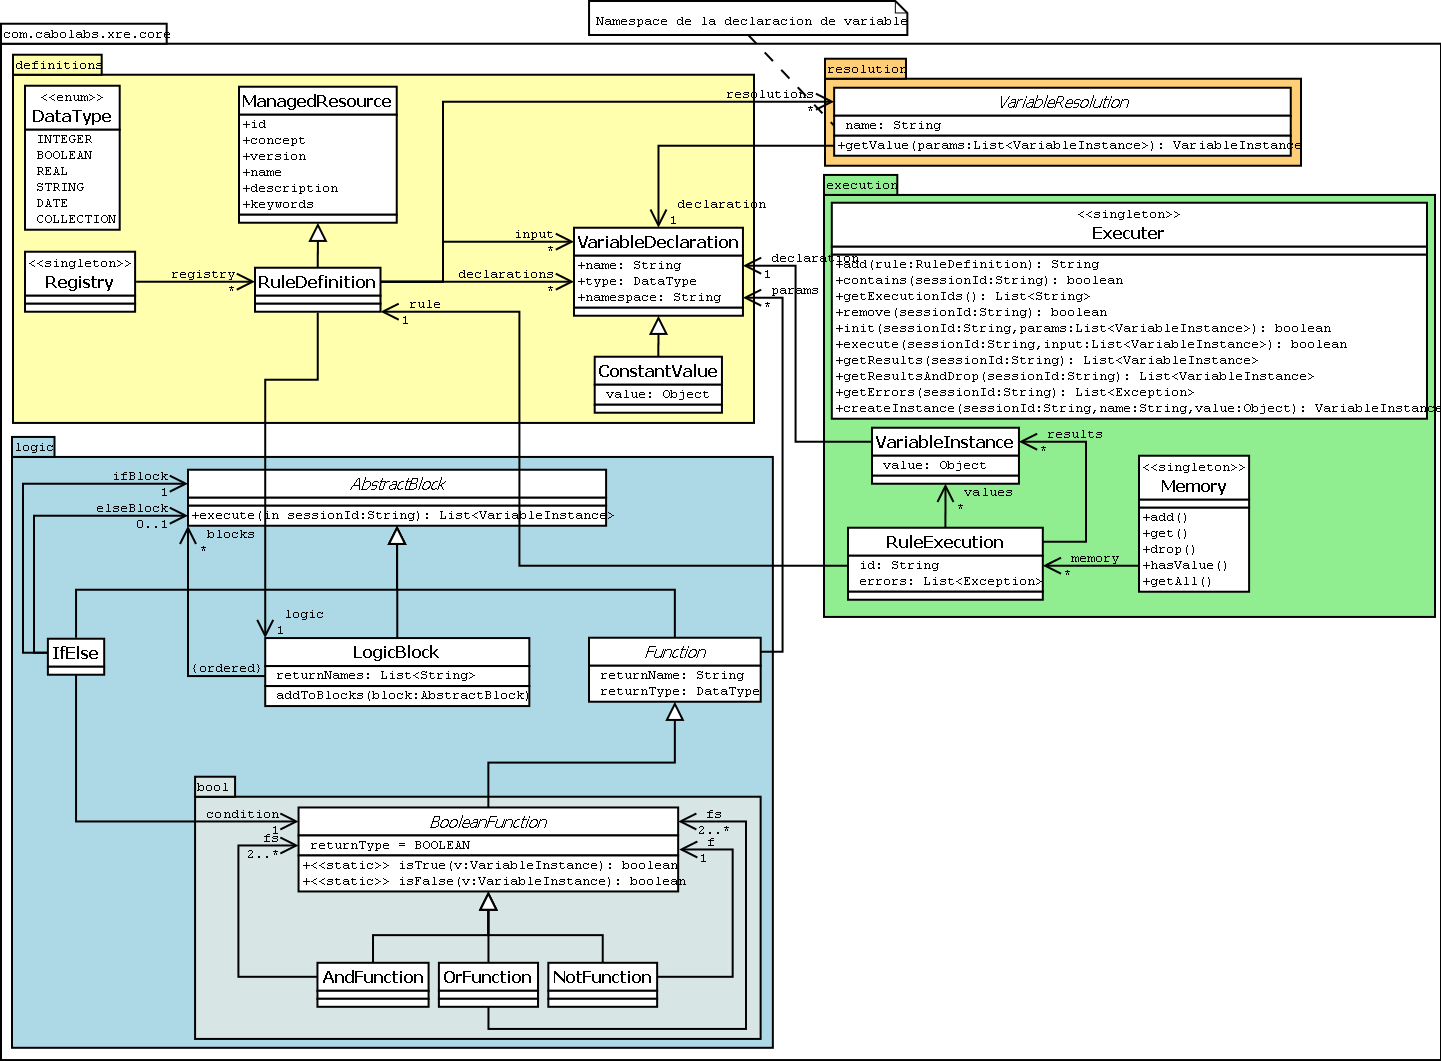 Namespace de la declaracion de variable
com.cabolabs.xre.core
definitions
<<enum>>
DataType
INTEGER
BOOLEAN
REAL
STRING
DATE
COLLECTION
ManagedResource
+id
+concept
+version
+name
+description
+keywords
<<singleton>>
Registry
registry
*
RuleDefinition
resolutions
*
input
*
declarations
*
rule
1
declaration
1
VariableDeclaration
+name: String
+type: DataType
+namespace: String
declaration
1
params
*
ConstantValue
value: Object
resolution
VariableResolution
name: String
+getValue(params:List<VariableInstance>): VariableInstance
execution
<<singleton>>
Executer
+add(rule:RuleDefinition): String
+contains(sessionId:String): boolean
+getExecutionIds(): List<String>
+remove(sessionId:String): boolean
+init(sessionId:String,params:List<VariableInstance>): boolean
+execute(sessionId:String,input:List<VariableInstance>): boolean
+getResults(sessionId:String): List<VariableInstance>
+getResultsAndDrop(sessionId:String): List<VariableInstance>
+getErrors(sessionId:String): List<Exception>
+createInstance(sessionId:String,name:String,value:Object): VariableInstance
VariableInstance
value: Object
results
*
values
*
RuleExecution
id: String
errors: List<Exception>
memory
*
<<singleton>>
Memory
+add()
+get()
+drop()
+hasValue()
+getAll()
logic
ifBlock
1
elseBlock
0..1
blocks
*
AbstractBlock
+execute(in sessionId:String): List<VariableInstance>
logic
1
IfElse
{ordered}
LogicBlock
returnNames: List<String>
addToBlocks(block:AbstractBlock)
Function
returnName: String
returnType: DataType
bool
condition
1
fs
2..*
BooleanFunction
returnType = BOOLEAN
+<<static>> isTrue(v:VariableInstance): boolean
+<<static>> isFalse(v:VariableInstance): boolean
fs
2..*
f
1
AndFunction
OrFunction
NotFunction